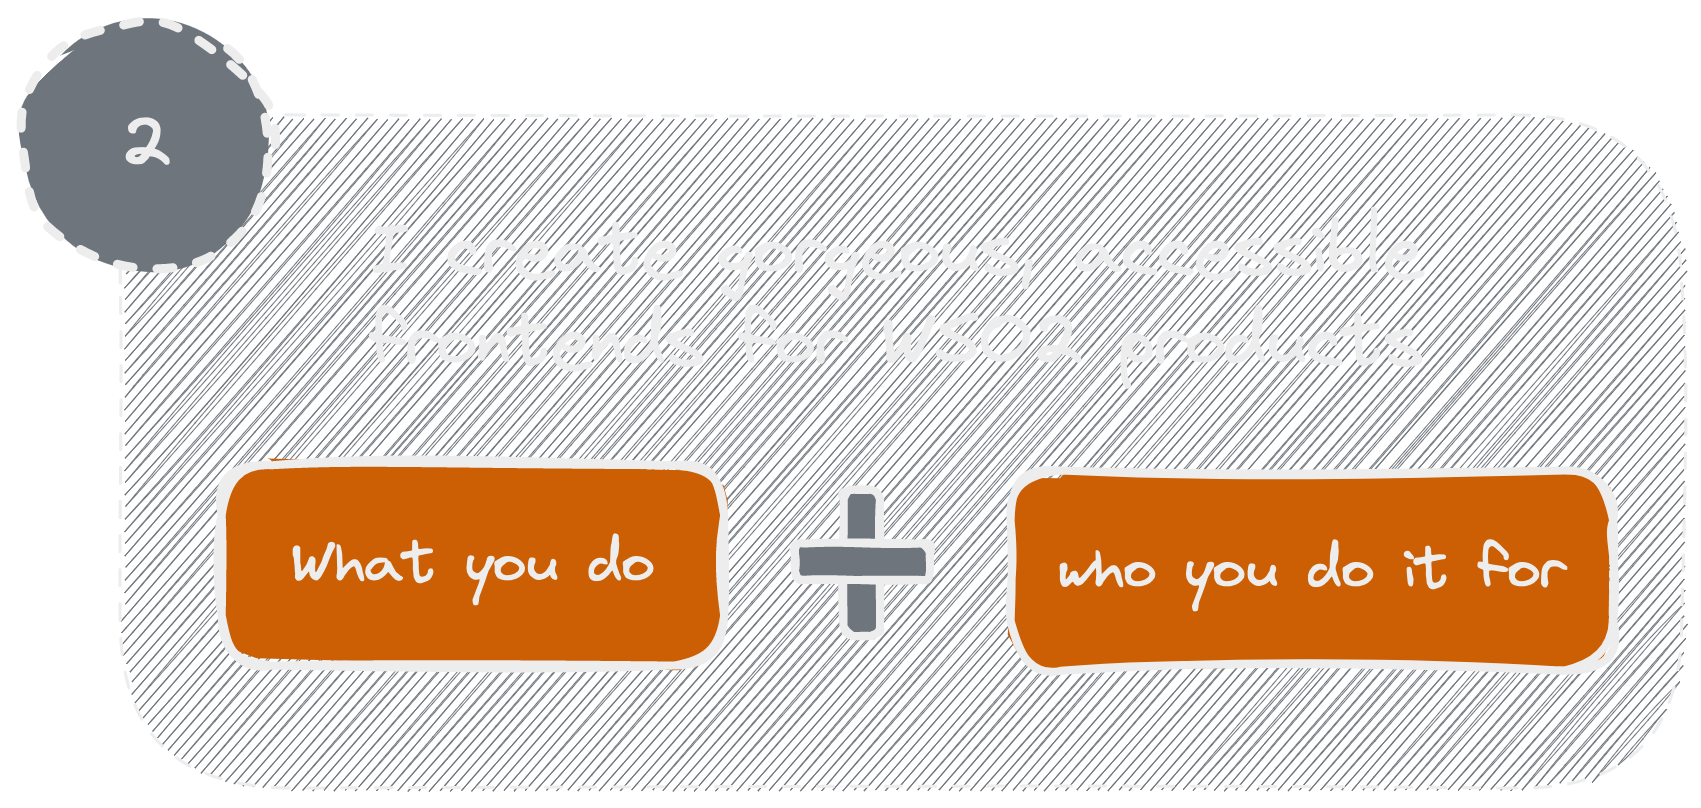 2
I create gorgeous, accessible
frontends for WSO2 products
What you do
who you do it for